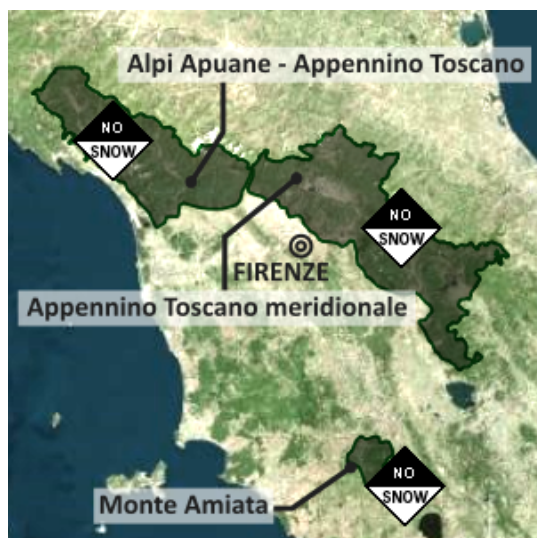 Alpi Apuane - Appennino Toscano
NO
SNOW
NO
SNOW
FIRENZE
Appennino Toscano meridionale
NO
SNOW
Monte Amiata